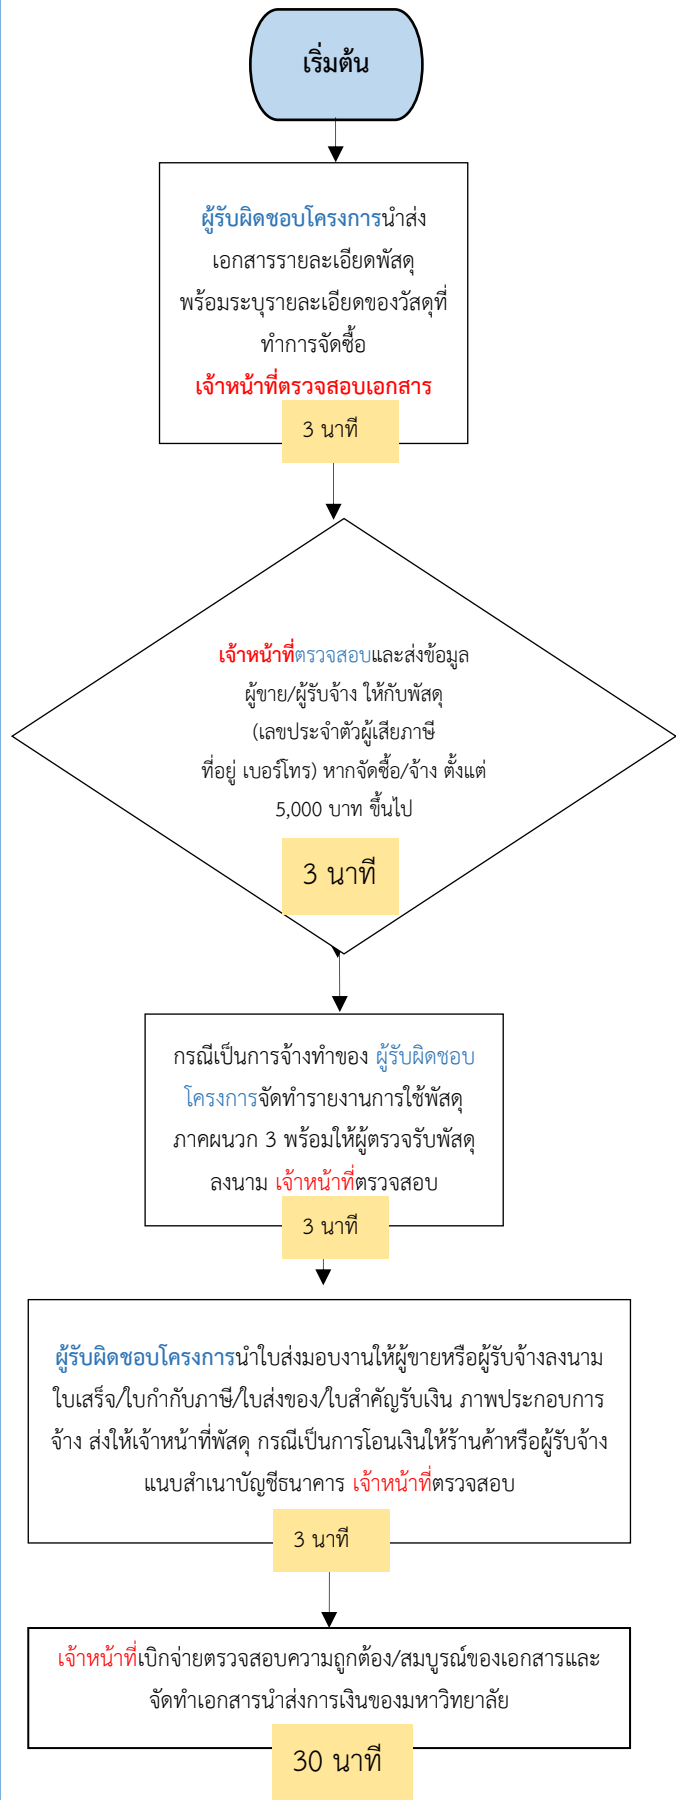 เริ่มต้น
ผู้รับผิดชอบโครงการนำส่ง
เอกสารรายละเอียดพัสดุ
พร้อมระบุรายละเอียดของวัสดุที่
ทำการจัดซื้อ
เจ้าหน้าที่ตรวจสอบเอกสาร
3 นาที
เจ้าหน้าที่ตรวจสอบและส่งข้อมูล
ผู้ขาย/ผู้รับจ้าง ให้กับพัสดุ
(เลขประจำตัวผู้เสียภาษี
ที่อยู่ เบอร์โทร) หากจัดซื้อ/จ้าง ตั้งแต่
5,000 บาท ขึ้นไป
3 นาที
กรณีเป็นการจ้างทำของ ผู้รับผิดชอบ
โครงการจัดทำรายงานการใช้พัสดุ
ภาคผนวก 3 พร้อมให้ผู้ตรวจรับพัสดุ
ลงนาม เจ้าหน้าที่ตรวจสอบ
3 นาที
ผู้รับผิดชอบโครงการนำใบส่งมอบงานให้ผู้ขายหรือผู้รับจ้างลงนาม
ใบเสร็จ/ใบกำกับภาษี/ใบส่งของ/ใบสำคัญรับเงิน ภาพประกอบการ
จ้าง ส่งให้เจ้าหน้าที่พัสดุ กรณีเป็นการโอนเงินให้ร้านค้าหรือผู้รับจ้าง
แนบสำเนาบัญชีธนาคาร เจ้าหน้าที่ตรวจสอบ
3 นาที
เจ้าหน้าที่เบิกจ่ายตรวจสอบความถูกต้อง/สมบูรณ์ของเอกสารและ
จัดทำเอกสารนำส่งการเงินของมหาวิทยาลัย
30 นาที